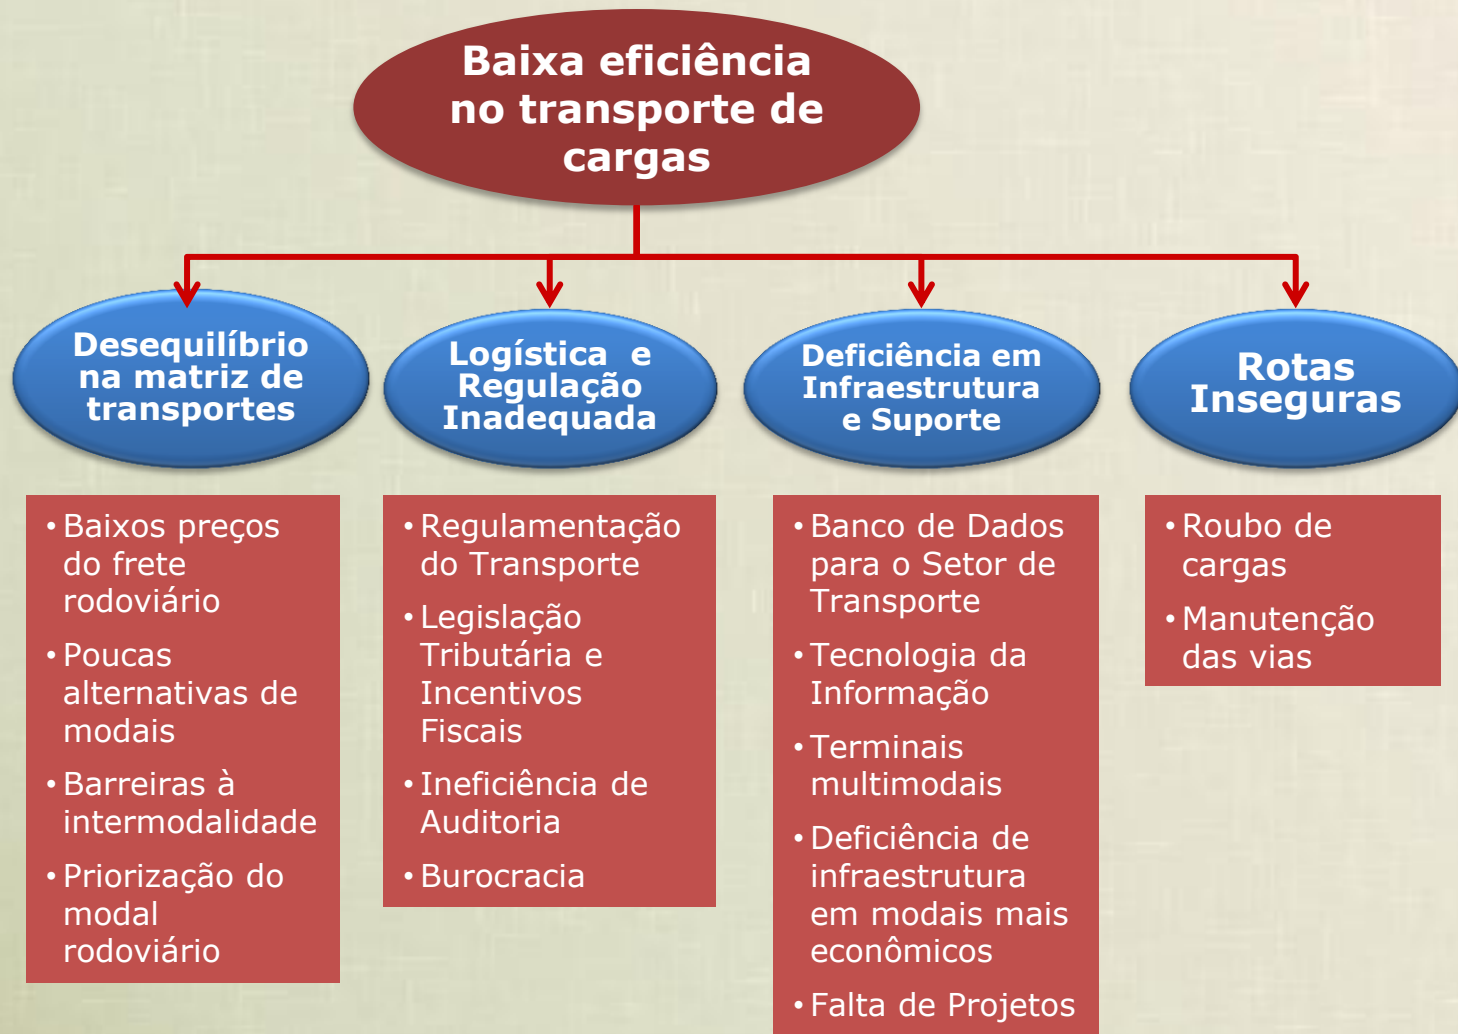 Baixa eficiência
no transporte de
cargas
Desequilíbrio
na matriz de
transportes
Logística e
Regulação
Inadequada
Deficiência em
Infraestrutura
e Suporte
Rotas
Inseguras
• Baixos preços
do frete
rodoviário
• Poucas
alternativas de
modais
• Barreiras à
intermodalidade
• Priorização do
modal
rodoviário
• Regulamentação
do Transporte
• Legislação
Tributária e
Incentivos
Fiscais
• Ineficiência de
Auditoria
• Burocracia
• Banco de Dados
para o Setor de
Transporte
• Tecnologia da
Informação
• Terminais
multimodais
• Deficiência de
infraestrutura
em modais mais
econômicos
• Falta de Projetos
• Roubo de
cargas
• Manutenção
das vias